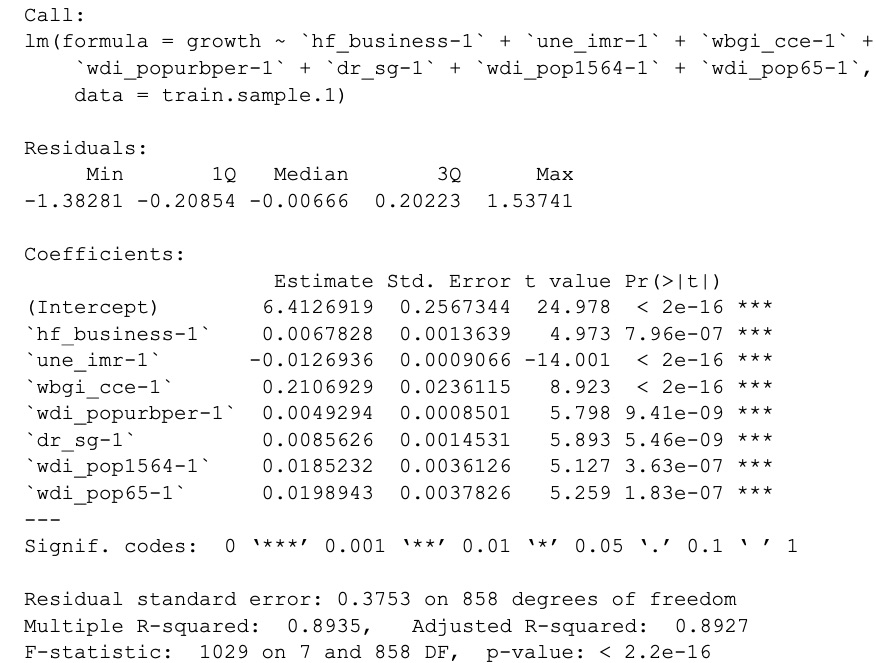 Call:
lm(formula = growth ~ `hf_business-1` + `une_imr-1` + `wbgi_cce-1` +
    `wdi_popurbper-1` + `dr_sg-1` + `wdi_pop1564-1` + `wdi_pop65-1`,
    data = train.sample.1)

Residuals:
     Min       1Q   Median       3Q      Max
-1.38281 -0.20854 -0.00666  0.20223  1.53741

Coefficients:
                    Estimate Std. Error t value Pr(>|t|)
(Intercept)        6.4126919  0.2567344  24.978  < 2e-16 ***
`hf_business-1`    0.0067828  0.0013639   4.973 7.96e-07 ***
`une_imr-1`       -0.0126936  0.0009066 -14.001  < 2e-16 ***
`wbgi_cce-1`       0.2106929  0.0236115   8.923  < 2e-16 ***
`wdi_popurbper-1`  0.0049294  0.0008501   5.798 9.41e-09 ***
`dr_sg-1`          0.0085626  0.0014531   5.893 5.46e-09 ***
`wdi_pop1564-1`    0.0185232  0.0036126   5.127 3.63e-07 ***
`wdi_pop65-1`      0.0198943  0.0037826   5.259 1.83e-07 ***
---
Signif. codes:  0 ‘***’ 0.001 ‘**’ 0.01 ‘*’ 0.05 ‘.’ 0.1 ‘ ’ 1

Residual standard error: 0.3753 on 858 degrees of freedom
Multiple R-squared:  0.8935,	Adjusted R-squared:  0.8927
F-statistic:  1029 on 7 and 858 DF,  p-value: < 2.2e-16